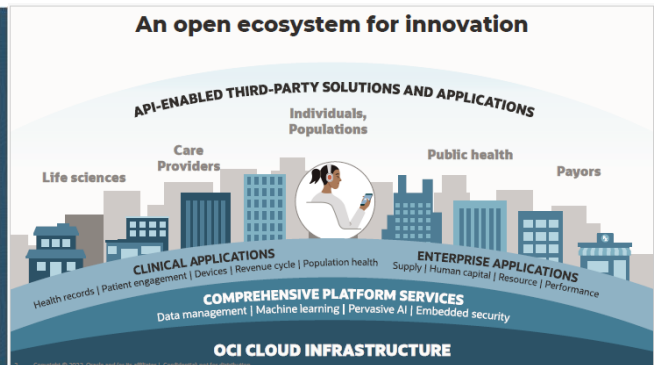 An open ecosystem for innovation
API-ENABLED THIRD-PARTY SOLUTIONS AND APPLICATIONS
Individuals,
Populations
Care
Providers
Public health
Life sciences
Payors
CLINICAL APPLICATIONS
Health records | Patient engagement | Devices | Revenue cycle | Population health
ENTERPRISE APPLICATIONS
Supply | Human capital | Resource | Performance
COMPREHENSIVE PLATFORM SERVICES
Data management | Machine learning | Pervasive AI | Embedded security
OCI CLOUD INFRASTRUCTURE
Copyright ©